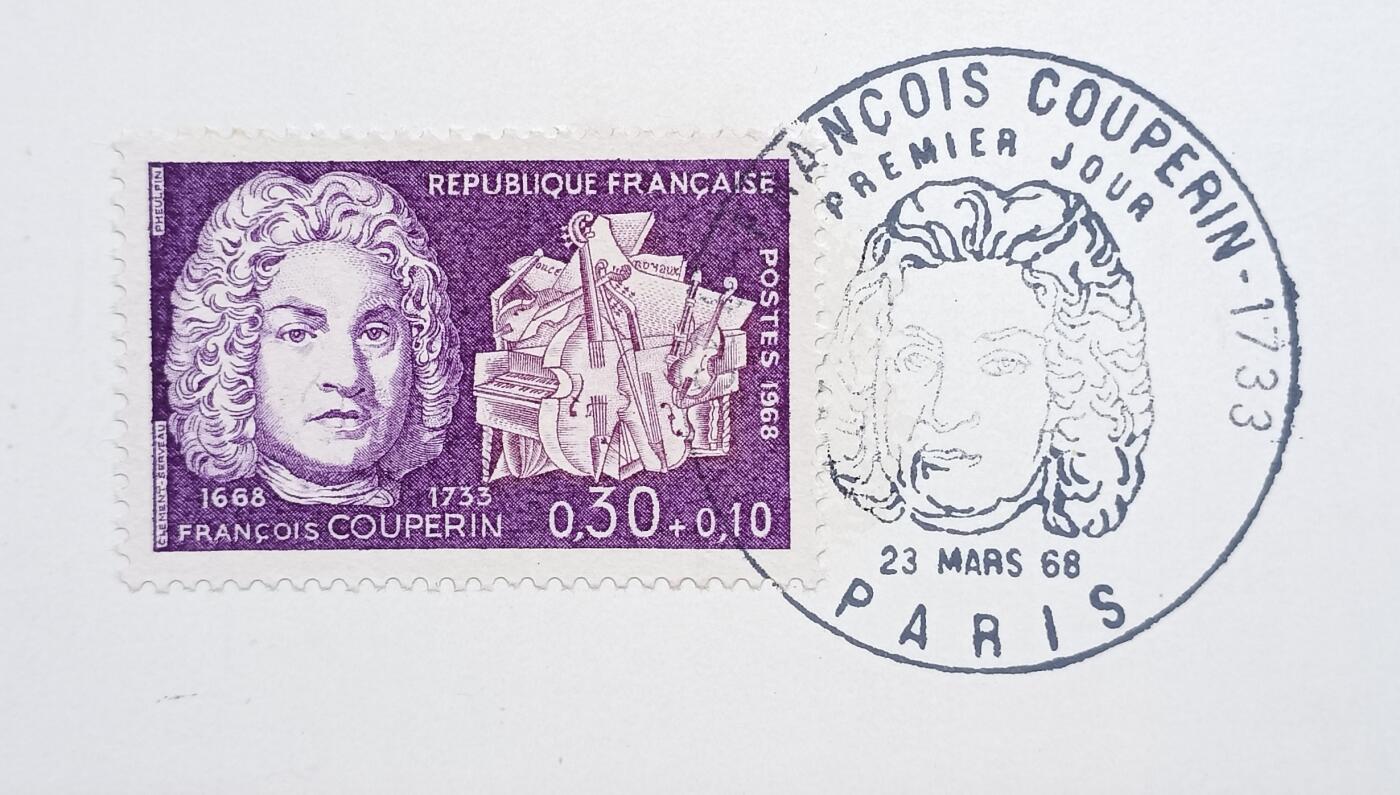 PHEULPIN
REPUBLIQUE FRANÇAISE
POSTES 1968
CLEMENT-SERVEAU
1668 1733
FRANÇOIS COUPERIN
0,30+0,10
FRANÇOIS COUPERIN-1733
PREMIER JOUR
23 MARS 68
PARIS